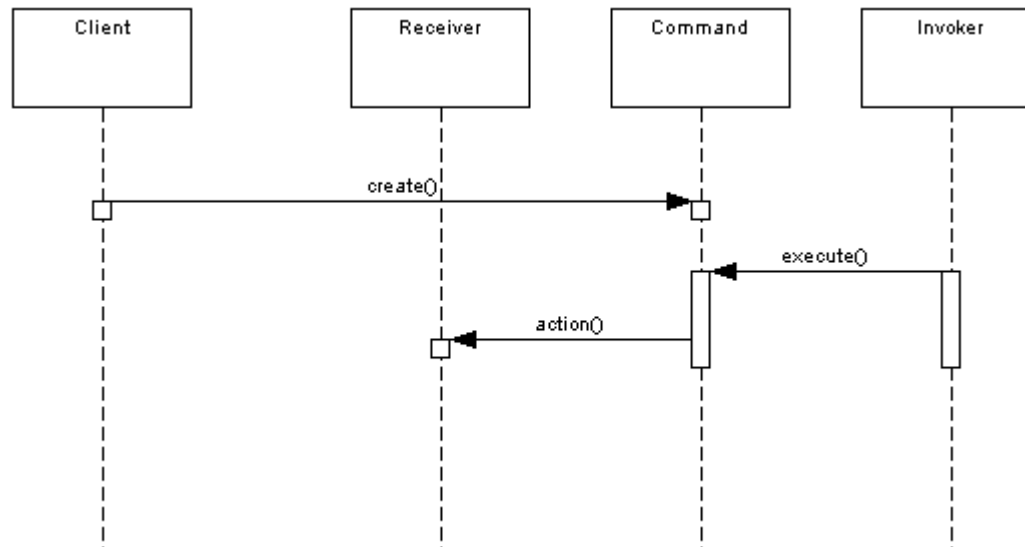 Client
Receiver
Command
Invoker
create()
execute()
action()